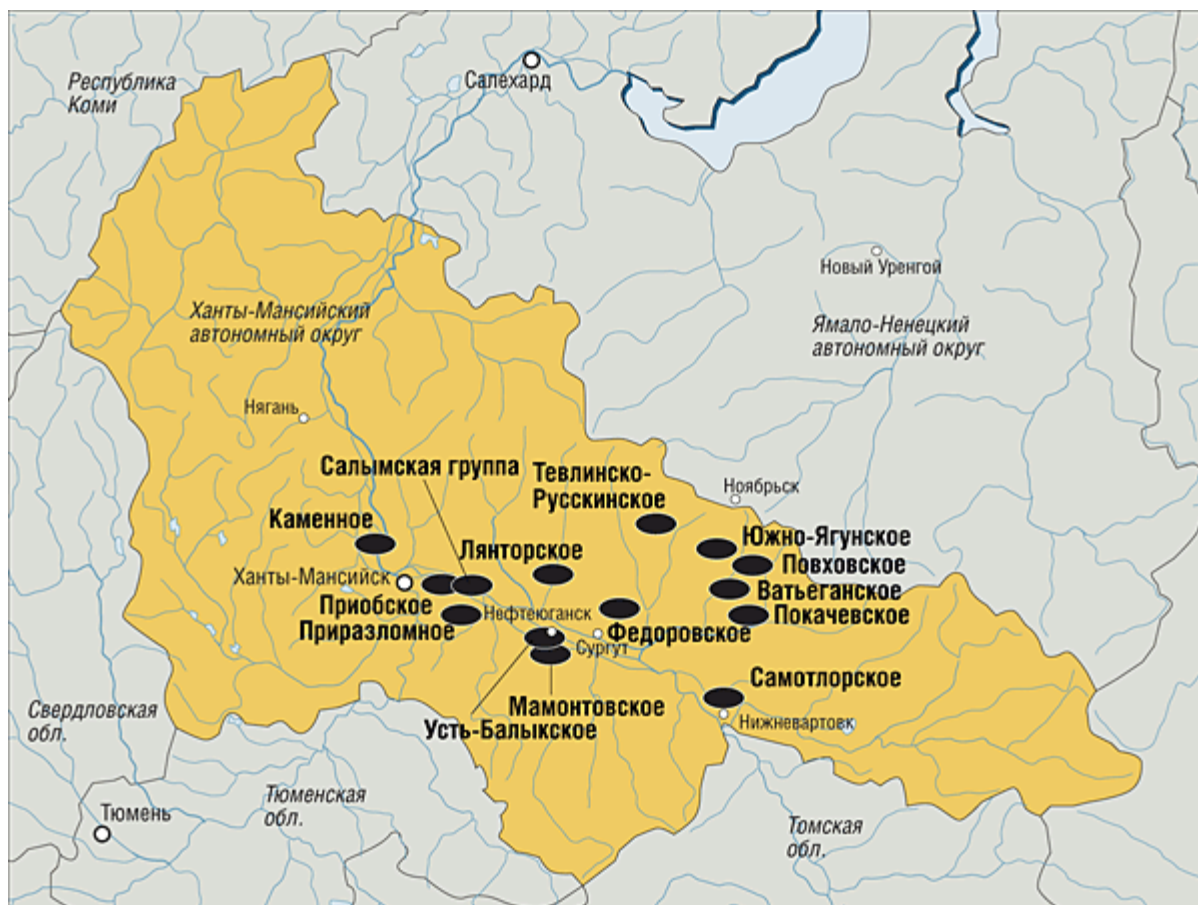 Республика
Коми
Салехард
Новый Уренгой
Ханты-Мансийский
автономный округ
Ямало-Ненецкий
автономный округ
Нягань
Салымская группа
Тевлинско-
Русскинское
Ноябрьск
Каменное
Южно-Ягунское
Лянторское
Повховское
Ханты-Мансийск
Ватьеганское
Приобское
Нефтеюганск
Покачевское
Приразломное
Федоровское
Сургут
Самотлорское
Мамонтовское
Нижневартовк
Усть-Балыкское
Свердловская
обл.
Тюменская
обл.
Тюмень
Томская
обл.